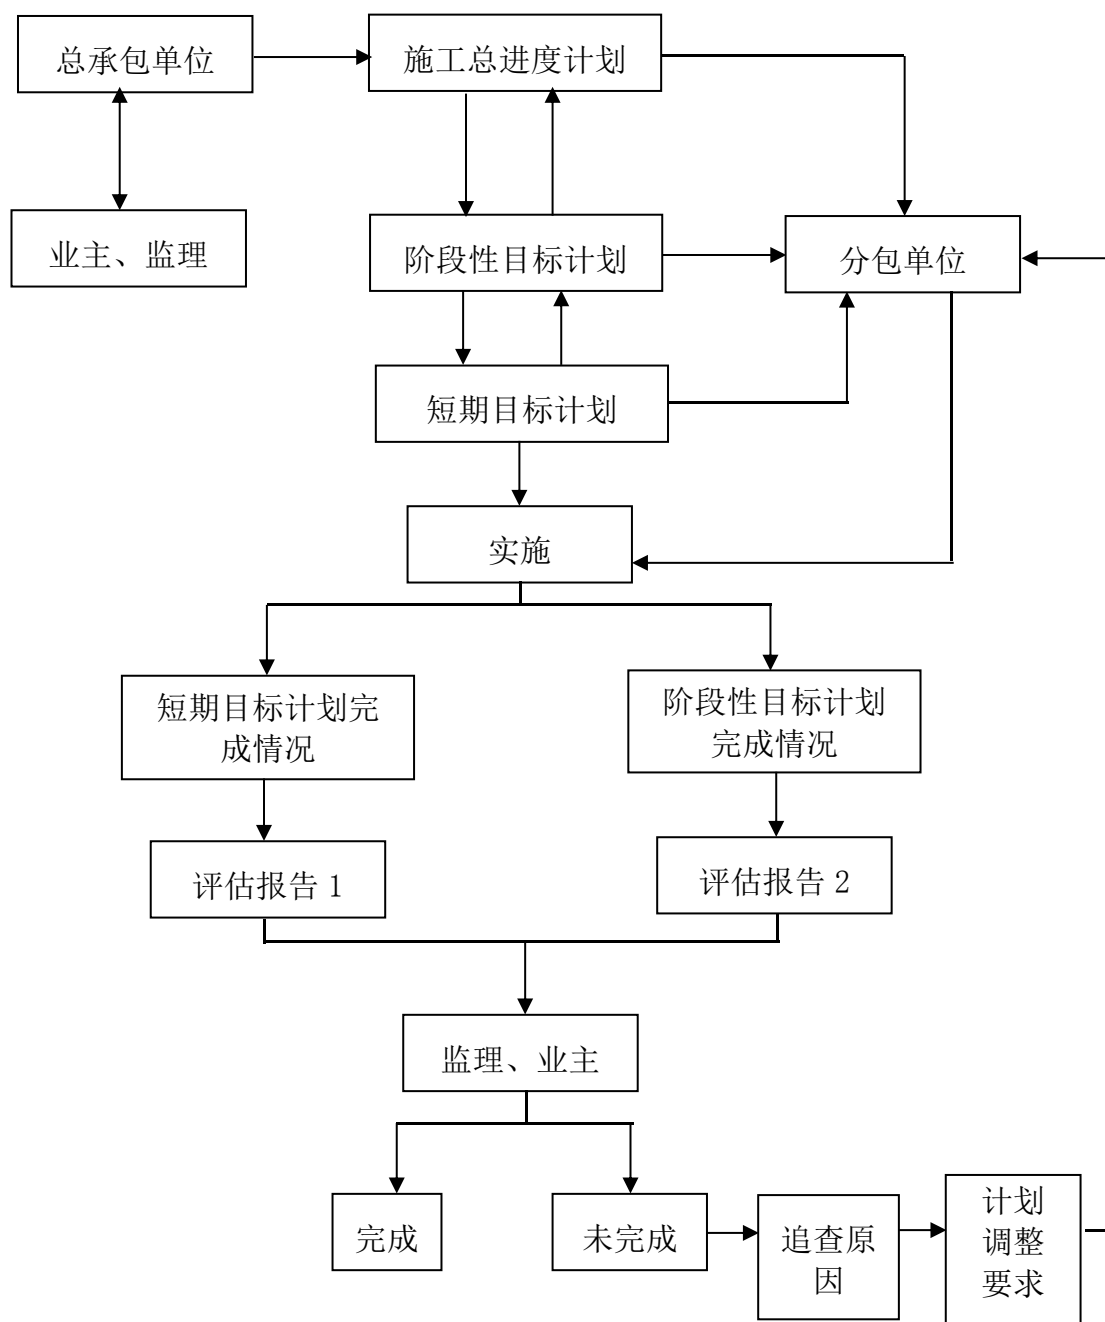 总承包单位
施工总进度计划
业主、监理
阶段性目标计划
分包单位
短期目标计划
实施
短期目标计划完
成情况
阶段性目标计划
完成情况
评估报告 1
评估报告 2
监理、业主
完成
未完成
追查原
因
计划
调整
要求